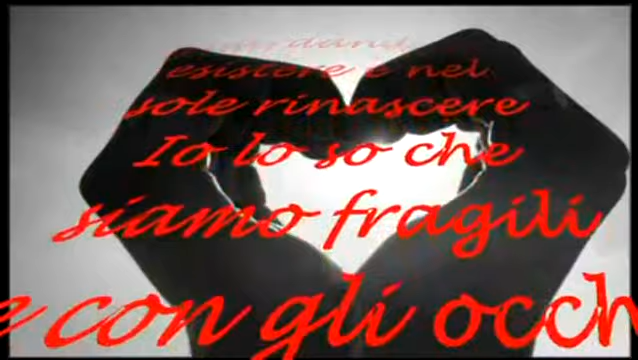 esistere e nel
sole rinascere
Io lo so che
siamo fragili
e con gli occh